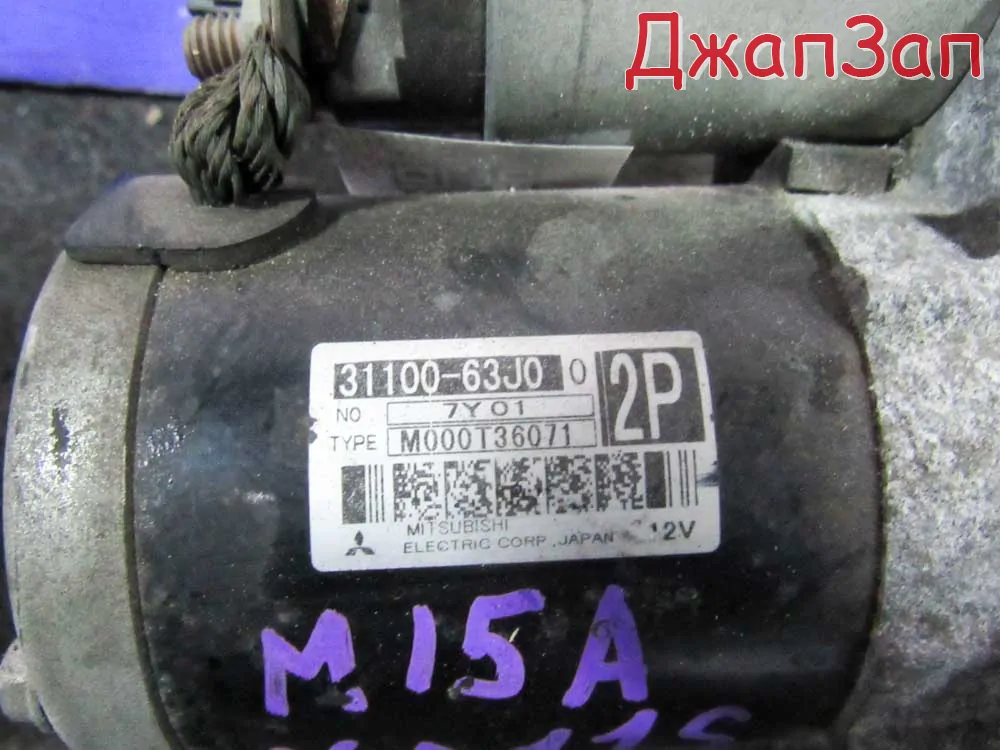 ДжапЗап
31100-63J0 0
2P
NO 7Y01
TYPE M000T36071
MITSUBISHI
ELECTRIC CORP. JAPAN 12V
M15A